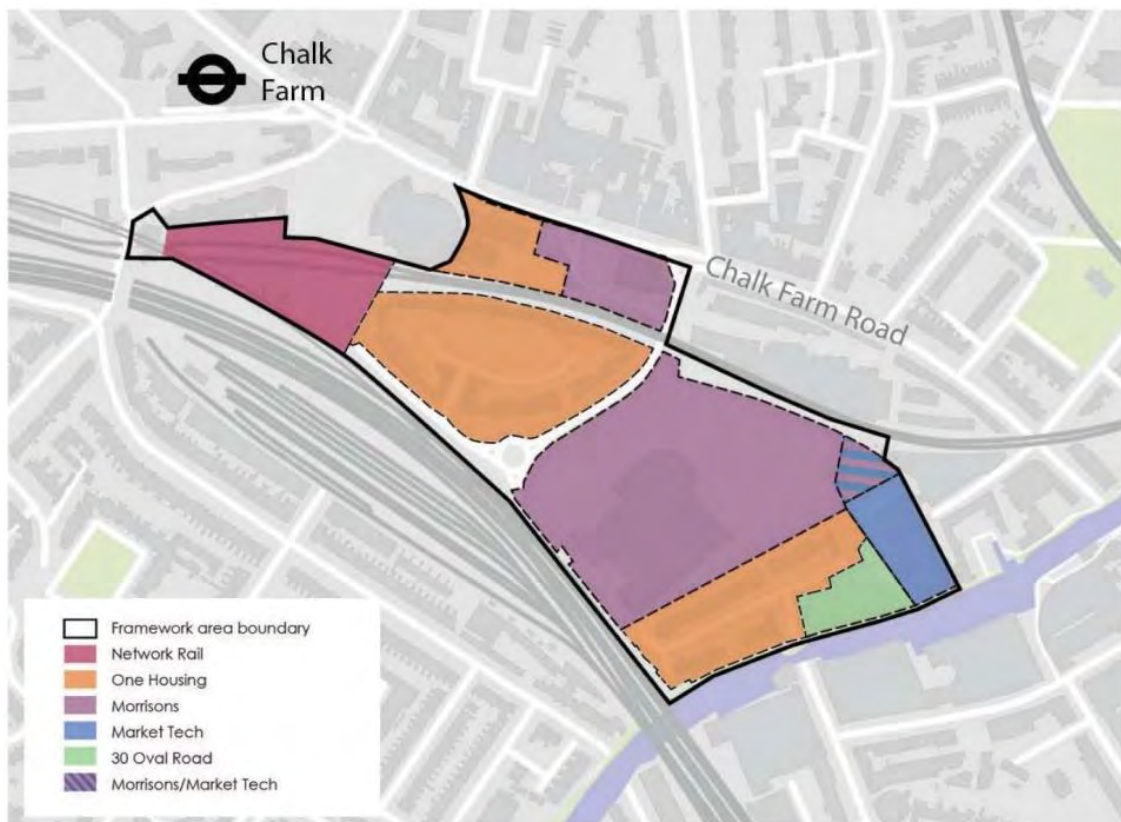 Chalk
Farm
Chalk Farm Road
Framework area boundary
Network Rail
One Housing
Morrisons
Market Tech
30 Oval Road
Morrisons/Market Tech